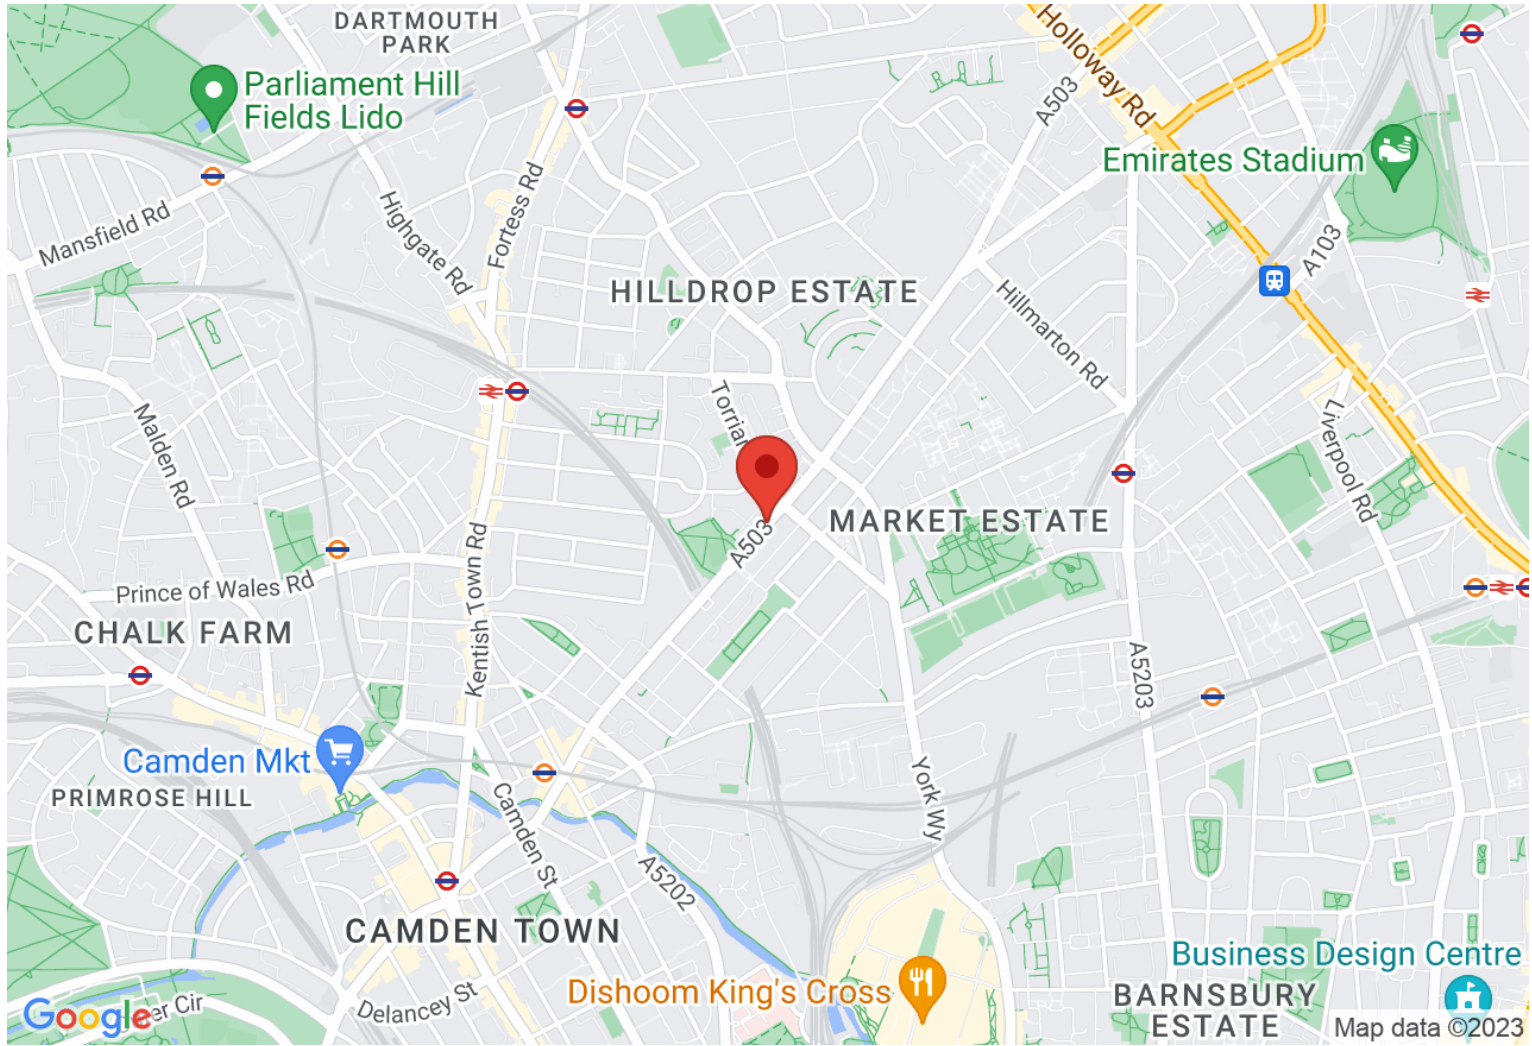 DARTMOUTH
PARK
Parliament Hill
Fields Lido
Holloway Rd
A503
Emirates Stadium
Fortess Rd
Highgate Rd
Mansfield Rd
A103
HILLDROP ESTATE
Hillmarton Rd
Torriar
Malden Rd
Liverpool Rd
MARKET ESTATE
A503
Kentish Town Rd
Prince of Wales Rd
CHALK FARM
A5203
Camden Mkt
PRIMROSE HILL
York Wy
Camden St
A5202
CAMDEN TOWN
Business Design Centre
Dishoom King's Cross
BARNSBURY
ESTATE
Delancey St
er Cir
Google
Map data ©2023